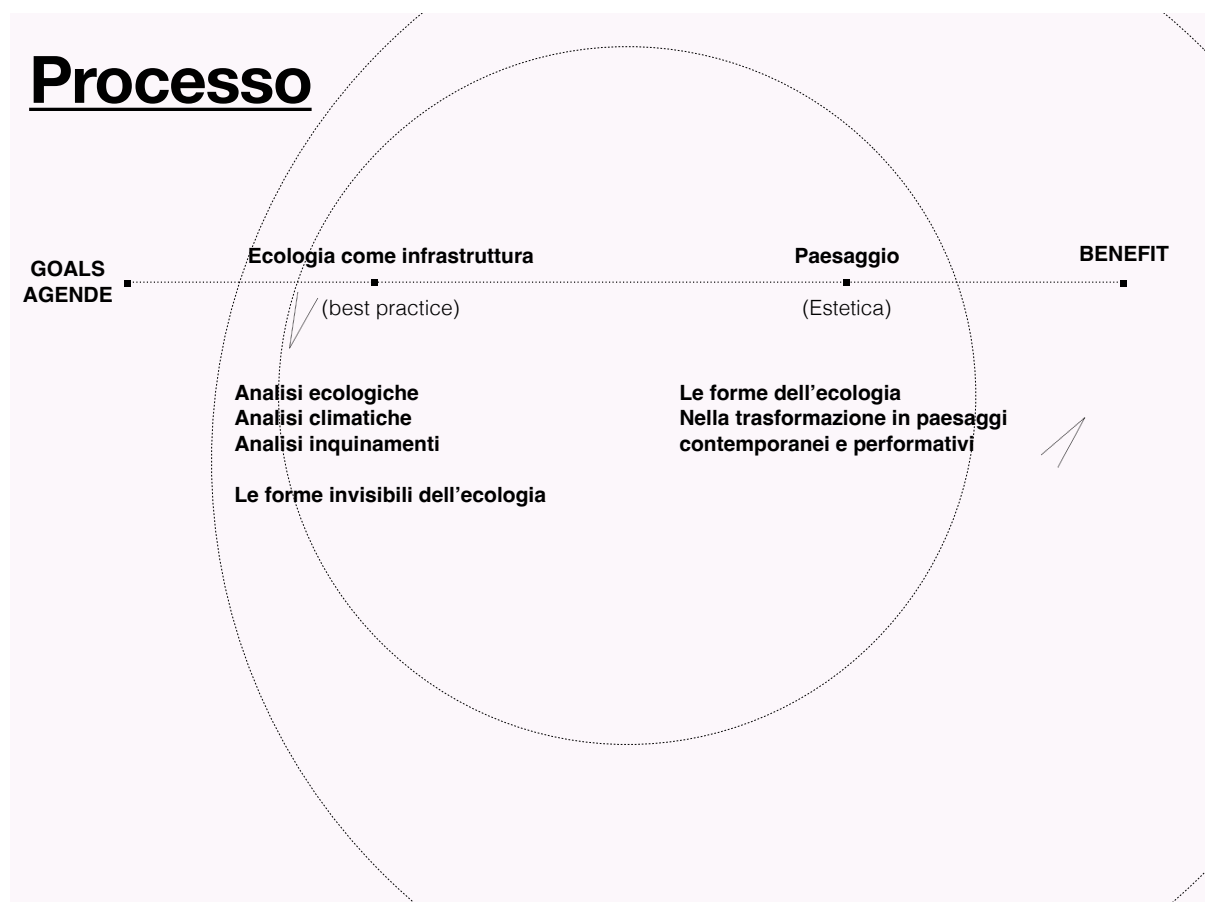 Processo
GOALS
AGENDE
Ecologia come infrastruttura
(best practice)
Paesaggio
(Estetica)
BENEFIT
Analisi ecologiche
Analisi climatiche
Analisi inquinamenti
Le forme invisibili dell’ecologia
Le forme dell’ecologia
Nella trasformazione in paesaggi
contemporanei e performativi